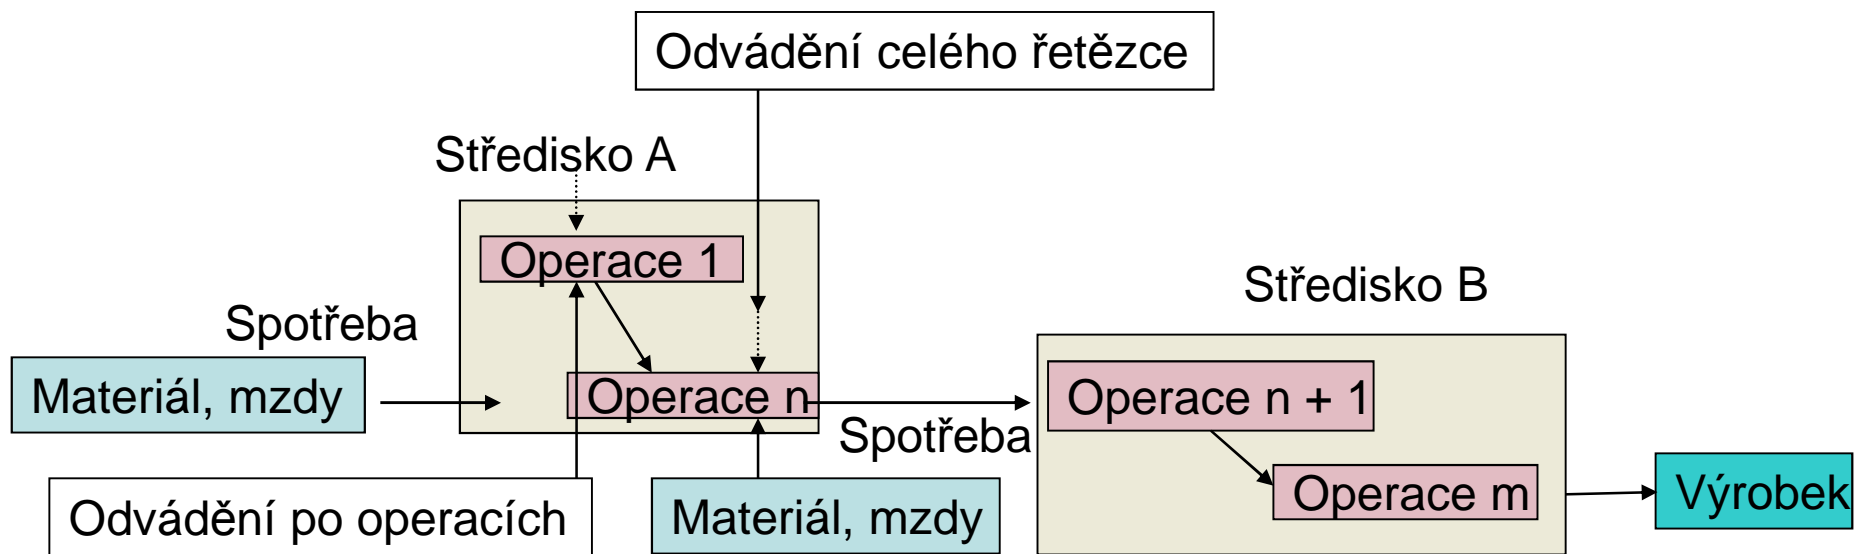 Odvádění celého řetězce
Středisko A
Operace 1
Středisko B
Spotřeba
Materiál, mzdy
Operace n
Operace n + 1
Spotřeba
Operace m
Výrobek
Odvádění po operacích
Materiál, mzdy